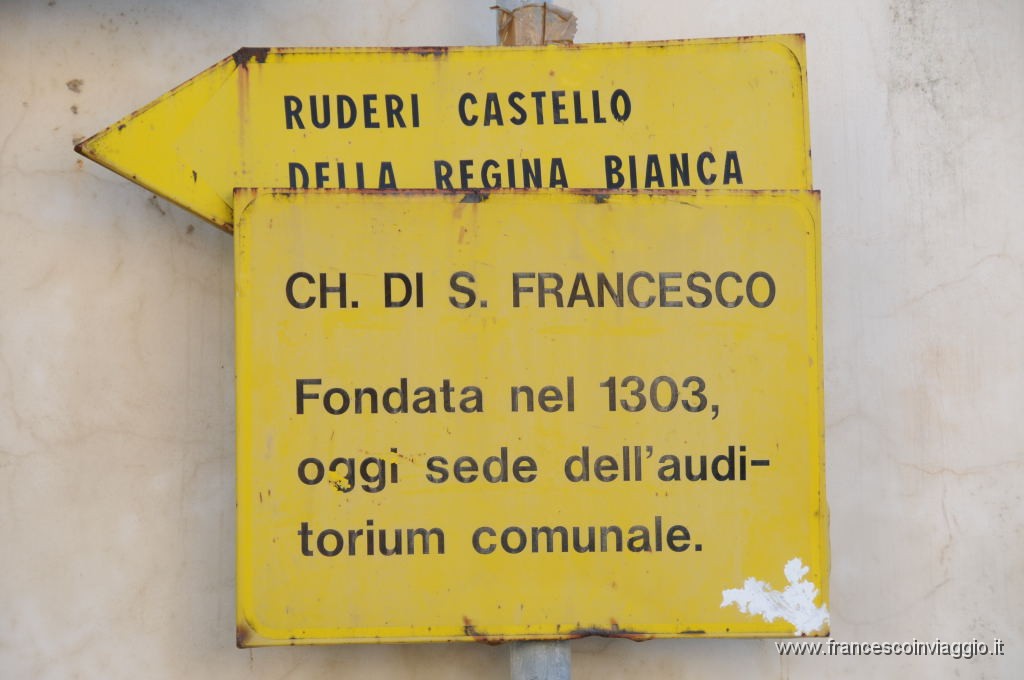 RUDERI CASTELLO
DELLA REGINA BIANCA
CH. DI S. FRANCESCO
Fondata nel 1303,
oggi sede dell'audi-
torium comunale.
www.francescoinviaggio.it